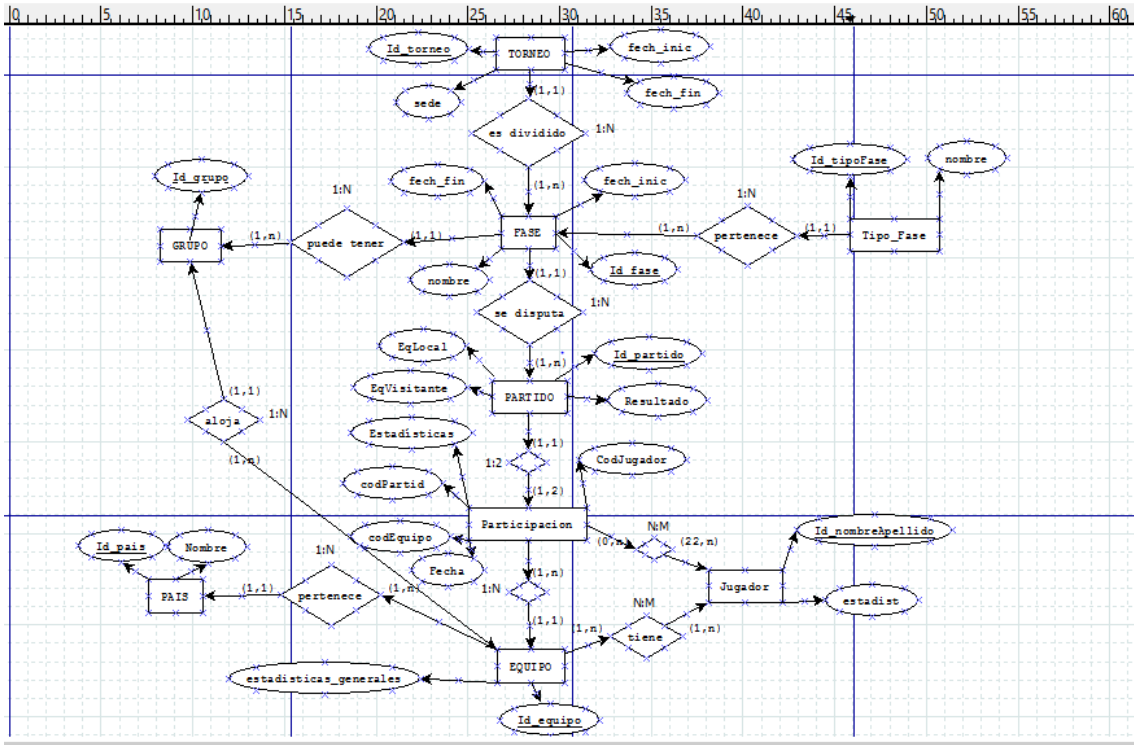 0 5 10 15 20 25 30 35 40 45 50 55 60
Id_torneo
TORNEO
fech_inic
sede
(1,1)
fech_fin
es dividido
1:N
Id_grupo
fech_fin
(1,n)
fech_inic
Id_tipoFase
nombre
1:N
1:N
GRUPO
(1,n)
puede tener
(1,1)
FASE
(1,n)
pertenece
(1,1)
Tipo_Fase
nombre
(1,1)
Id_fase
se disputa
1:N
EqLocal
(1,n)
Id_partido
EqVisitante
PARTIDO
Resultado
(1,1)
aloja
1:N
(1,n)
Estadísticas
(1,1)
1:2
CodJugador
codPartid
(1,2)
Participacion
codEquipo
(0,n)
N:M
(22,n)
Id_nombreApellido
Id_pais
Nombre
1:N
Fecha
(1,n)
Jugador
PAIS
(1,1)
pertenece
(1,n)
1:N
estadist
N:M
(1,1)
(1,n)
tiene
(1,n)
EQUIPO
estadisticas_generales
Id_equipo